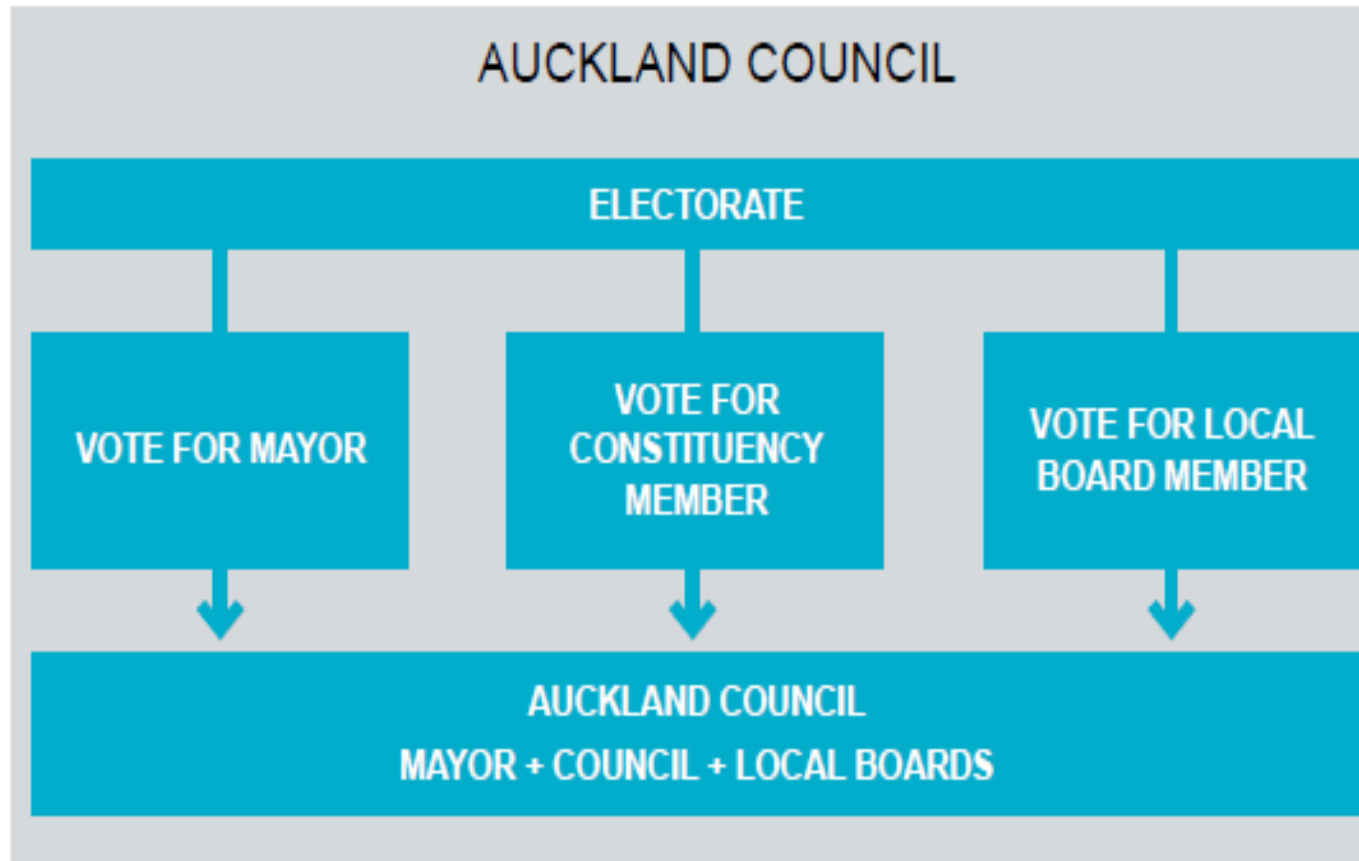 AUCKLAND COUNCIL
ELECTORATE
VOTE FOR MAYOR
VOTE FOR
CONSTITUENCY
MEMBER
VOTE FOR LOCAL
BOARD MEMBER
AUCKLAND COUNCIL
MAYOR + COUNCIL + LOCAL BOARDS